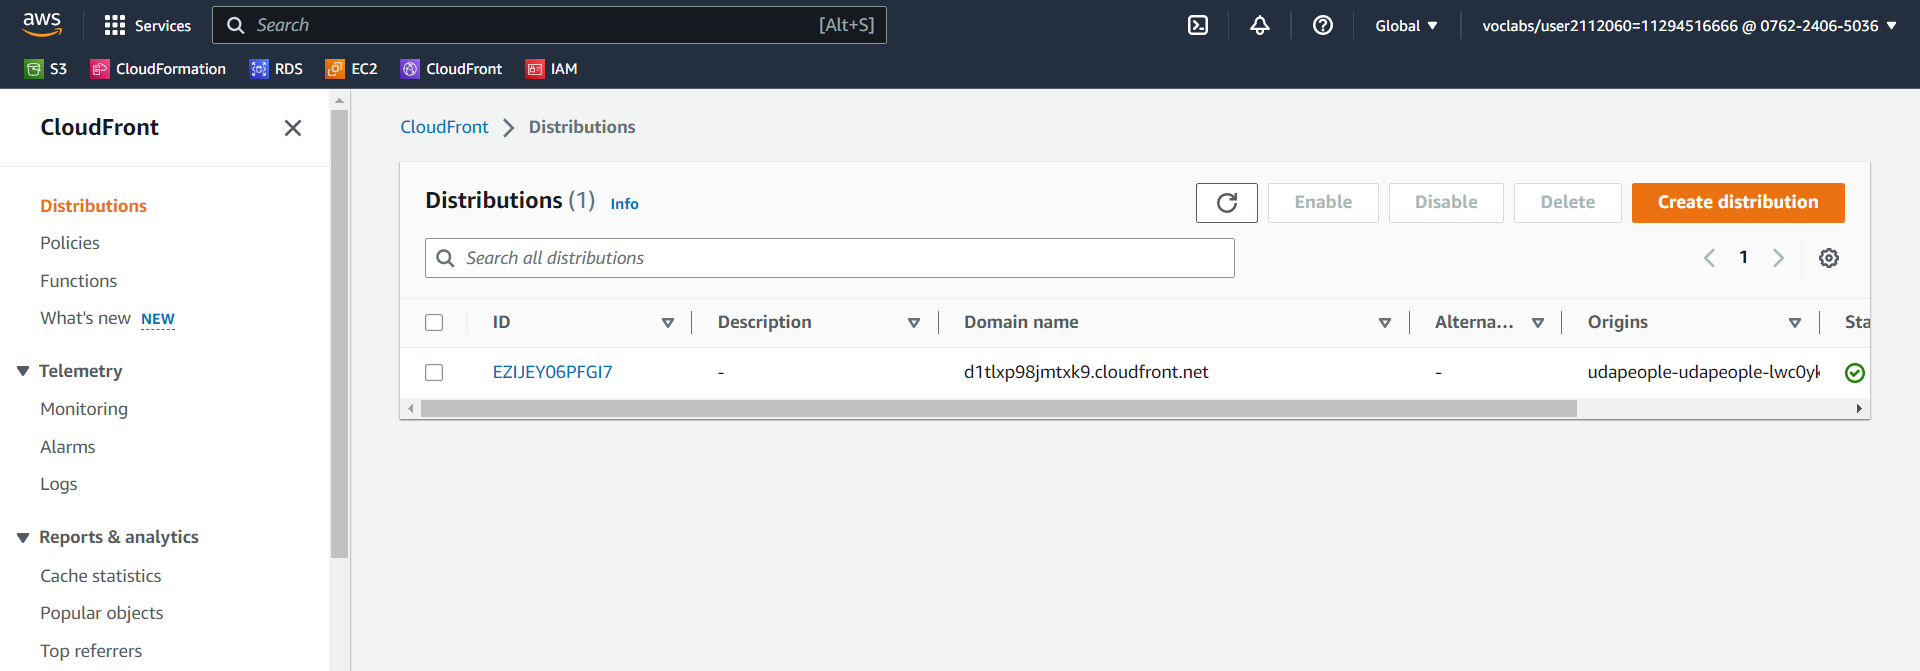 aws
Services
Search
[Alt+S]
Global
voclabs/user2112060=11294516666 @ 0762-2406-5036
S3
CloudFormation
RDS
EC2
CloudFront
IAM
CloudFront
Distributions
Policies
Functions
What's new NEW
Telemetry
Monitoring
Alarms
Logs
Reports & analytics
Cache statistics
Popular objects
Top referrers
CloudFront
Distributions
Distributions (1) Info
Enable
Disable
Delete
Create distribution
Search all distributions
1
ID
Description
Domain name
Alterna...
Origins
Sta
EZIJEY06PFGI7
-
d1tlxp98jmtxk9.cloudfront.net
-
udapeople-udapeople-lwc0yk